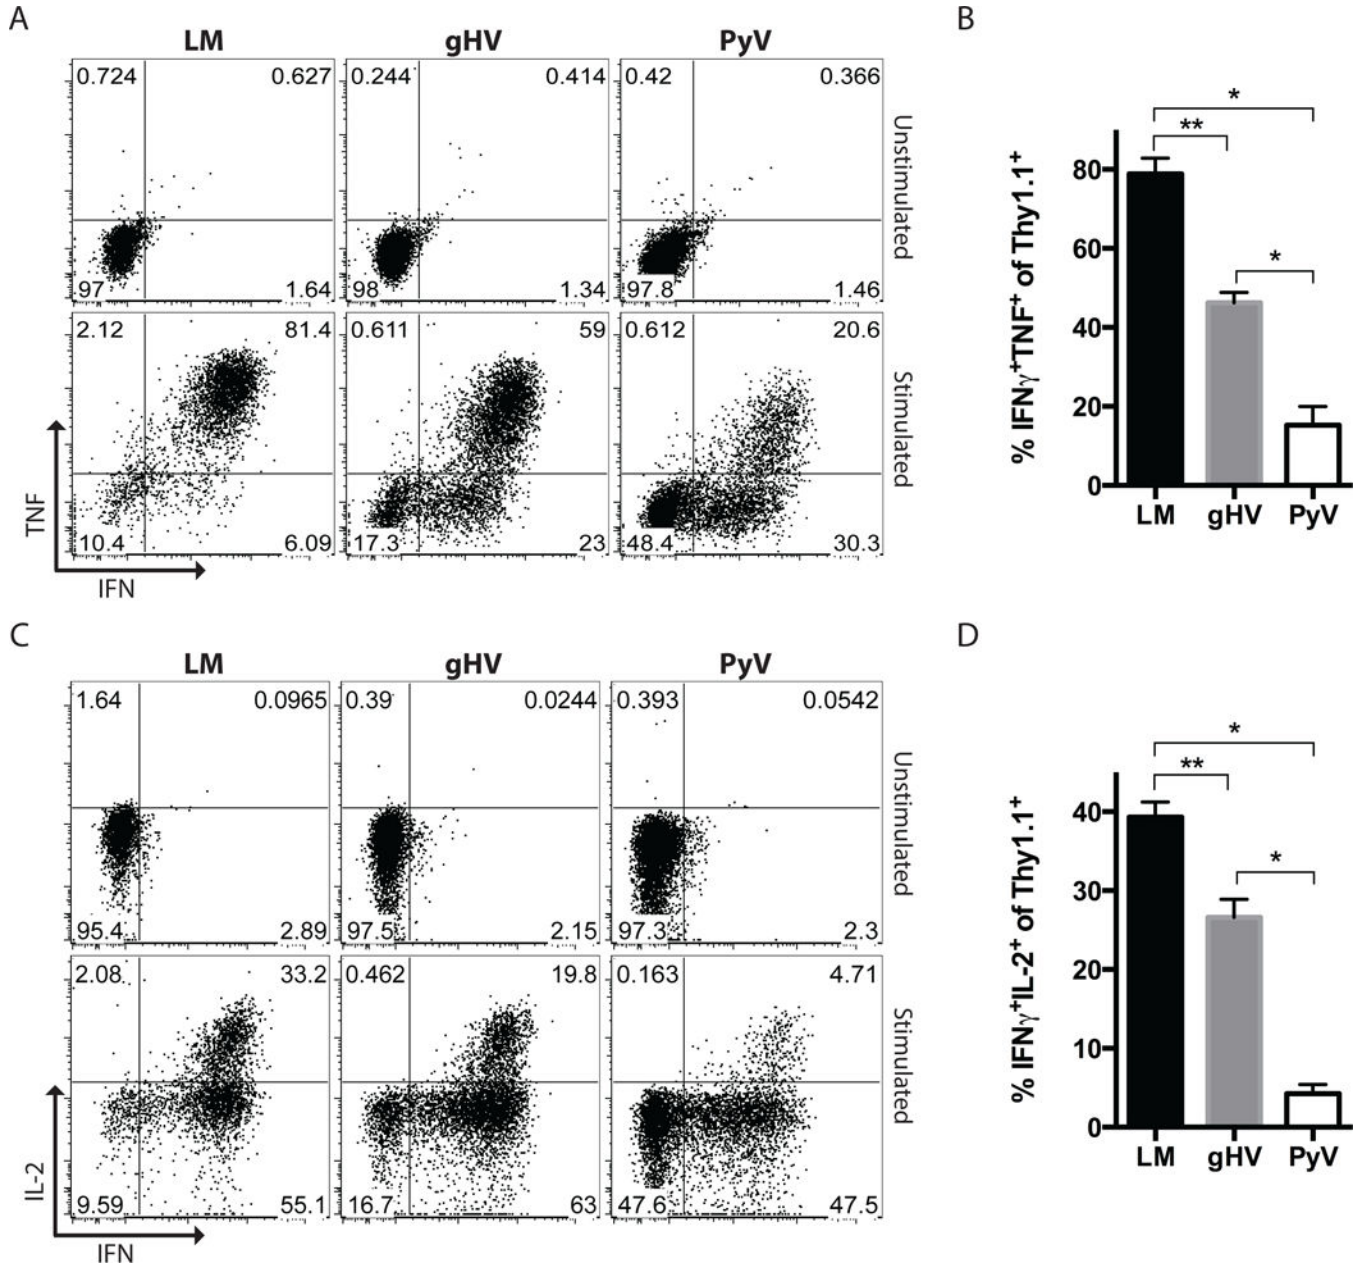 A
LM gHV PyV
0.724 0.627 0.244 0.414 0.42 0.366
Unstimulated
97 1.64 98 1.34 97.8 1.46
2.12 81.4 0.611 59 0.612 20.6
Stimulated
10.4 6.09 17.3 23 48.4 30.3
TNF
IFN
B
% IFNγ+TNF+ of Thy1.1+
80
60
40
20
0
*
**
*
LM gHV PyV
C
LM gHV PyV
1.64 0.0965 0.39 0.0244 0.393 0.0542
Unstimulated
95.4 2.89 97.5 2.15 97.3 2.3
2.08 33.2 0.462 19.8 0.163 4.71
Stimulated
9.59 55.1 16.7 63 47.6 47.5
IL-2
IFN
D
% IFNγ+IL-2+ of Thy1.1+
40
30
20
10
0
*
**
*
LM gHV PyV